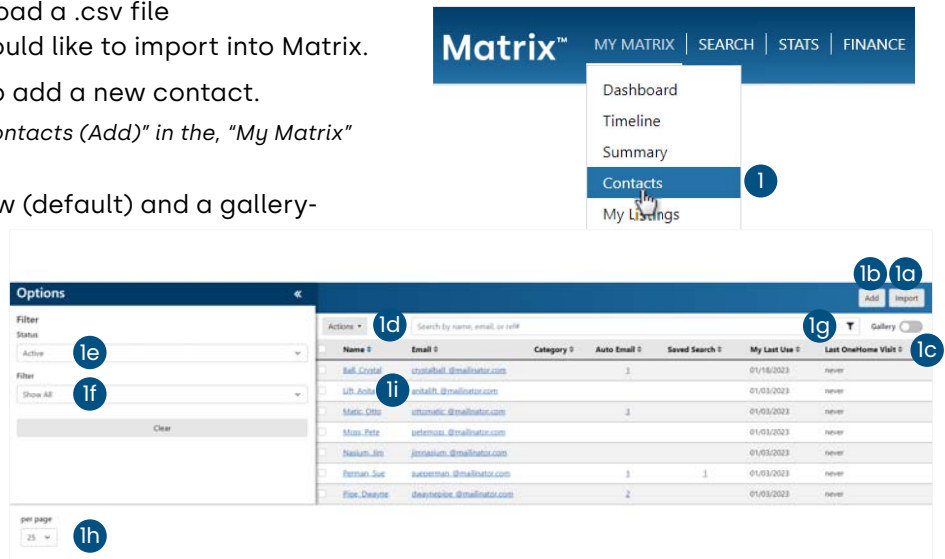 oad a .csv file
ould like to import into Matrix.
o add a new contact.
ontacts (Add)” in the, “My Matrix”
w (default) and a gallery-
Matrix™ MY MATRIX | SEARCH | STATS | FINANCE
Dashboard
Timeline
Summary
Contacts 1
My Listings
1b 1a
Options « Add Import
Filter
Status
Active 1e
Filter
Show All 1f
Clear
per page
25 1h
Actions 1d Search by name, email, or ref# 1g Gallery 1c
Name Email Category Auto Email Saved Search My Last Use Last OneHome Visit
Ball, Crystal crystalball_@mailinator.com 1 01/18/2023 never
Lift, Anita 1i anitalift_@mailinator.com 01/03/2023 never
Matic, Otto ottomatic_@mailinator.com 3 01/03/2023 never
Moss, Pete petemoss_@mailinator.com 01/03/2023 never
Nasium, Jim jimnasium_@mailinator.com 01/03/2023 never
Perman, Sue sueperman_@mailinator.com 1 1 01/03/2023 never
Pipe, Dwayne dwaynepipe_@mailinator.com 2 01/03/2023 never